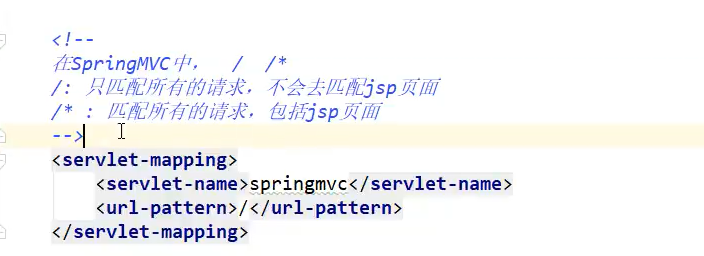 <!--
在SpringMVC中， /  /*
/: 只匹配所有的请求，不会去匹配jsp页面
/* : 匹配所有的请求，包括jsp页面
-->
<servlet-mapping>
<servlet-name>springmvc</servlet-name>
<url-pattern>/</url-pattern>
</servlet-mapping>